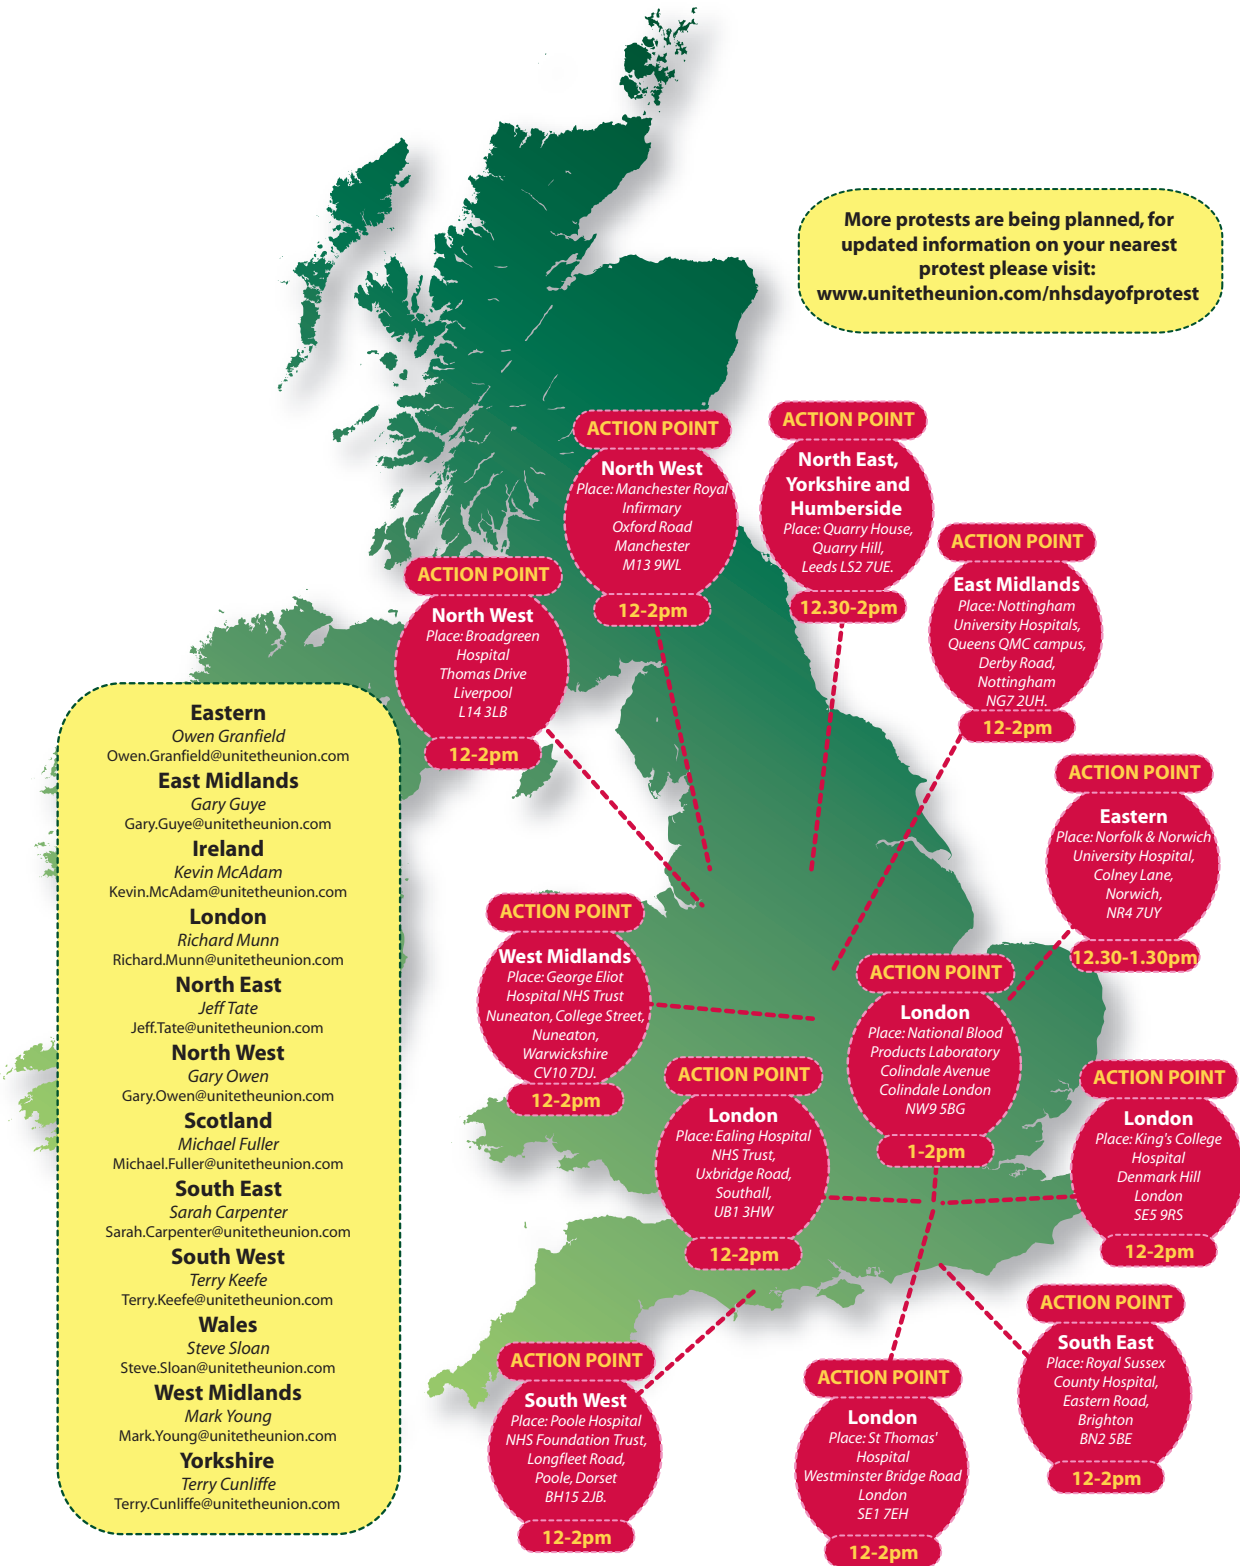 More protests are being planned, for
updated information on your nearest
protest please visit:
www.unitetheunion.com/nhsdayofprotest
ACTION POINT
North West
Place: Manchester Royal
Infirmary
Oxford Road
Manchester
M13 9WL
12-2pm
ACTION POINT
North East,
Yorkshire and
Humberside
Place: Quarry House,
Quarry Hill,
Leeds LS2 7UE.
12.30-2pm
ACTION POINT
East Midlands
Place: Nottingham
University Hospitals,
Queens QMC campus,
Derby Road,
Nottingham
NG7 2UH.
12-2pm
ACTION POINT
North West
Place: Broadgreen
Hospital
Thomas Drive
Liverpool
L14 3LB
12-2pm
Eastern
Owen Granfield
Owen.Granfield@unitetheunion.com
East Midlands
Gary Guye
Gary.Guye@unitetheunion.com
Ireland
Kevin McAdam
Kevin.McAdam@unitetheunion.com
London
Richard Munn
Richard.Munn@unitetheunion.com
North East
Jeff Tate
Jeff.Tate@unitetheunion.com
North West
Gary Owen
Gary.Owen@unitetheunion.com
Scotland
Michael Fuller
Michael.Fuller@unitetheunion.com
South East
Sarah Carpenter
Sarah.Carpenter@unitetheunion.com
South West
Terry Keefe
Terry.Keefe@unitetheunion.com
Wales
Steve Sloan
Steve.Sloan@unitetheunion.com
West Midlands
Mark Young
Mark.Young@unitetheunion.com
Yorkshire
Terry Cunliffe
Terry.Cunliffe@unitetheunion.com
ACTION POINT
Eastern
Place: Norfolk & Norwich
University Hospital,
Colney Lane,
Norwich,
NR4 7UY
12.30-1.30pm
ACTION POINT
West Midlands
Place: George Eliot
Hospital NHS Trust
Nuneaton, College Street,
Nuneaton,
Warwickshire
CV10 7DJ.
12-2pm
ACTION POINT
London
Place: National Blood
Products Laboratory
Colindale Avenue
Colindale London
NW9 5BG
1-2pm
ACTION POINT
London
Place: Ealing Hospital
NHS Trust,
Uxbridge Road,
Southall,
UB1 3HW
12-2pm
ACTION POINT
London
Place: King's College
Hospital
Denmark Hill
London
SE5 9RS
12-2pm
ACTION POINT
South East
Place: Royal Sussex
County Hospital,
Eastern Road,
Brighton
BN2 5BE
12-2pm
ACTION POINT
South West
Place: Poole Hospital
NHS Foundation Trust,
Longfleet Road,
Poole, Dorset
BH15 2JB.
12-2pm
ACTION POINT
London
Place: St Thomas'
Hospital
Westminster Bridge Road
London
SE1 7EH
12-2pm